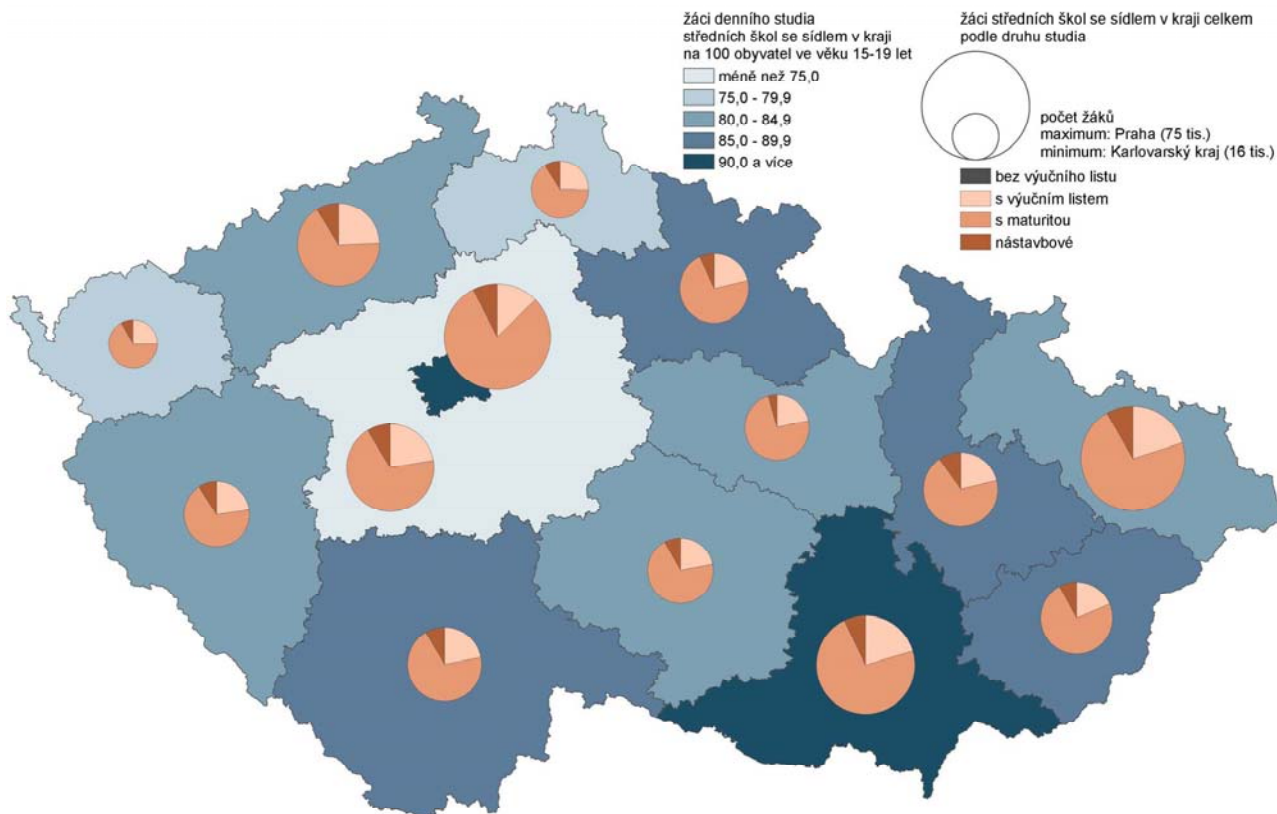 žáci denního studia
středních škol se sídlem v kraji
na 100 obyvatel ve věku 15-19 let
méně než 75,0
75,0 - 79,9
80,0 - 84,9
85,0 - 89,9
90,0 a více
žáci středních škol se sídlem v kraji celkem
podle druhu studia
počet žáků
maximum: Praha (75 tis.)
minimum: Karlovarský kraj (16 tis.)
bez výučního listu
s výučním listem
s maturitou
nástavbové